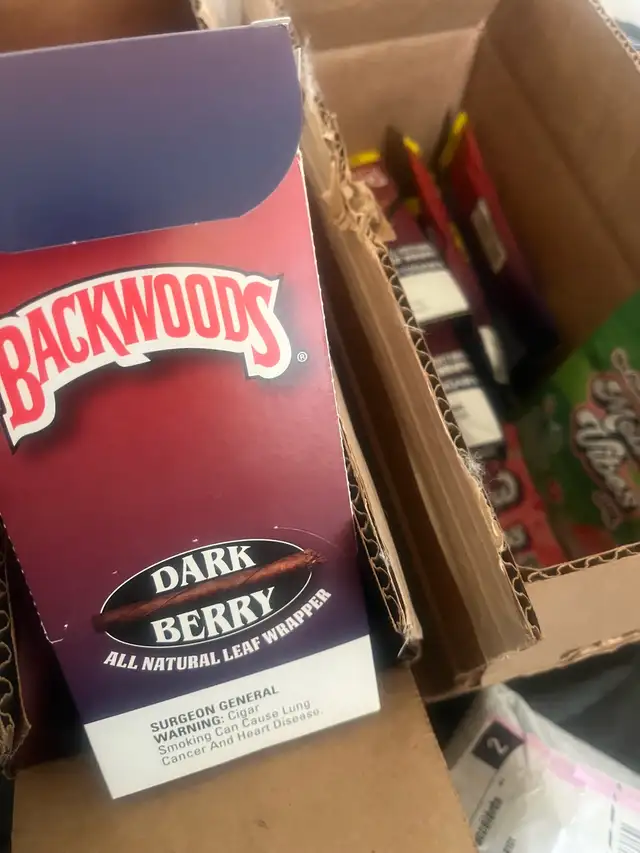 BACKWOODS®
DARK
BERRY
ALL NATURAL LEAF WRAPPER
SURGEON GENERAL
WARNING: Cigar
Smoking Can Cause Lung
Cancer And Heart Disease.
2